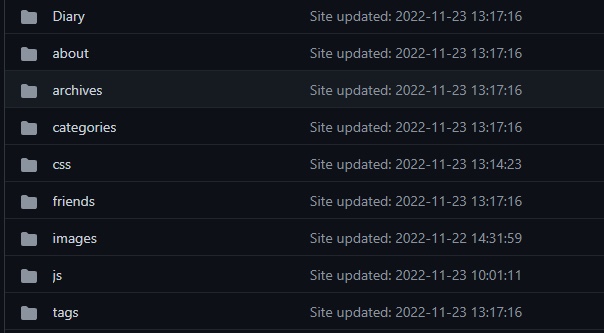 Diary Site updated: 2022-11-23 13:17:16
about Site updated: 2022-11-23 13:17:16
archives Site updated: 2022-11-23 13:17:16
categories Site updated: 2022-11-23 13:17:16
css Site updated: 2022-11-23 13:14:23
friends Site updated: 2022-11-23 13:17:16
images Site updated: 2022-11-22 14:31:59
js Site updated: 2022-11-23 10:01:11
tags Site updated: 2022-11-23 13:17:16